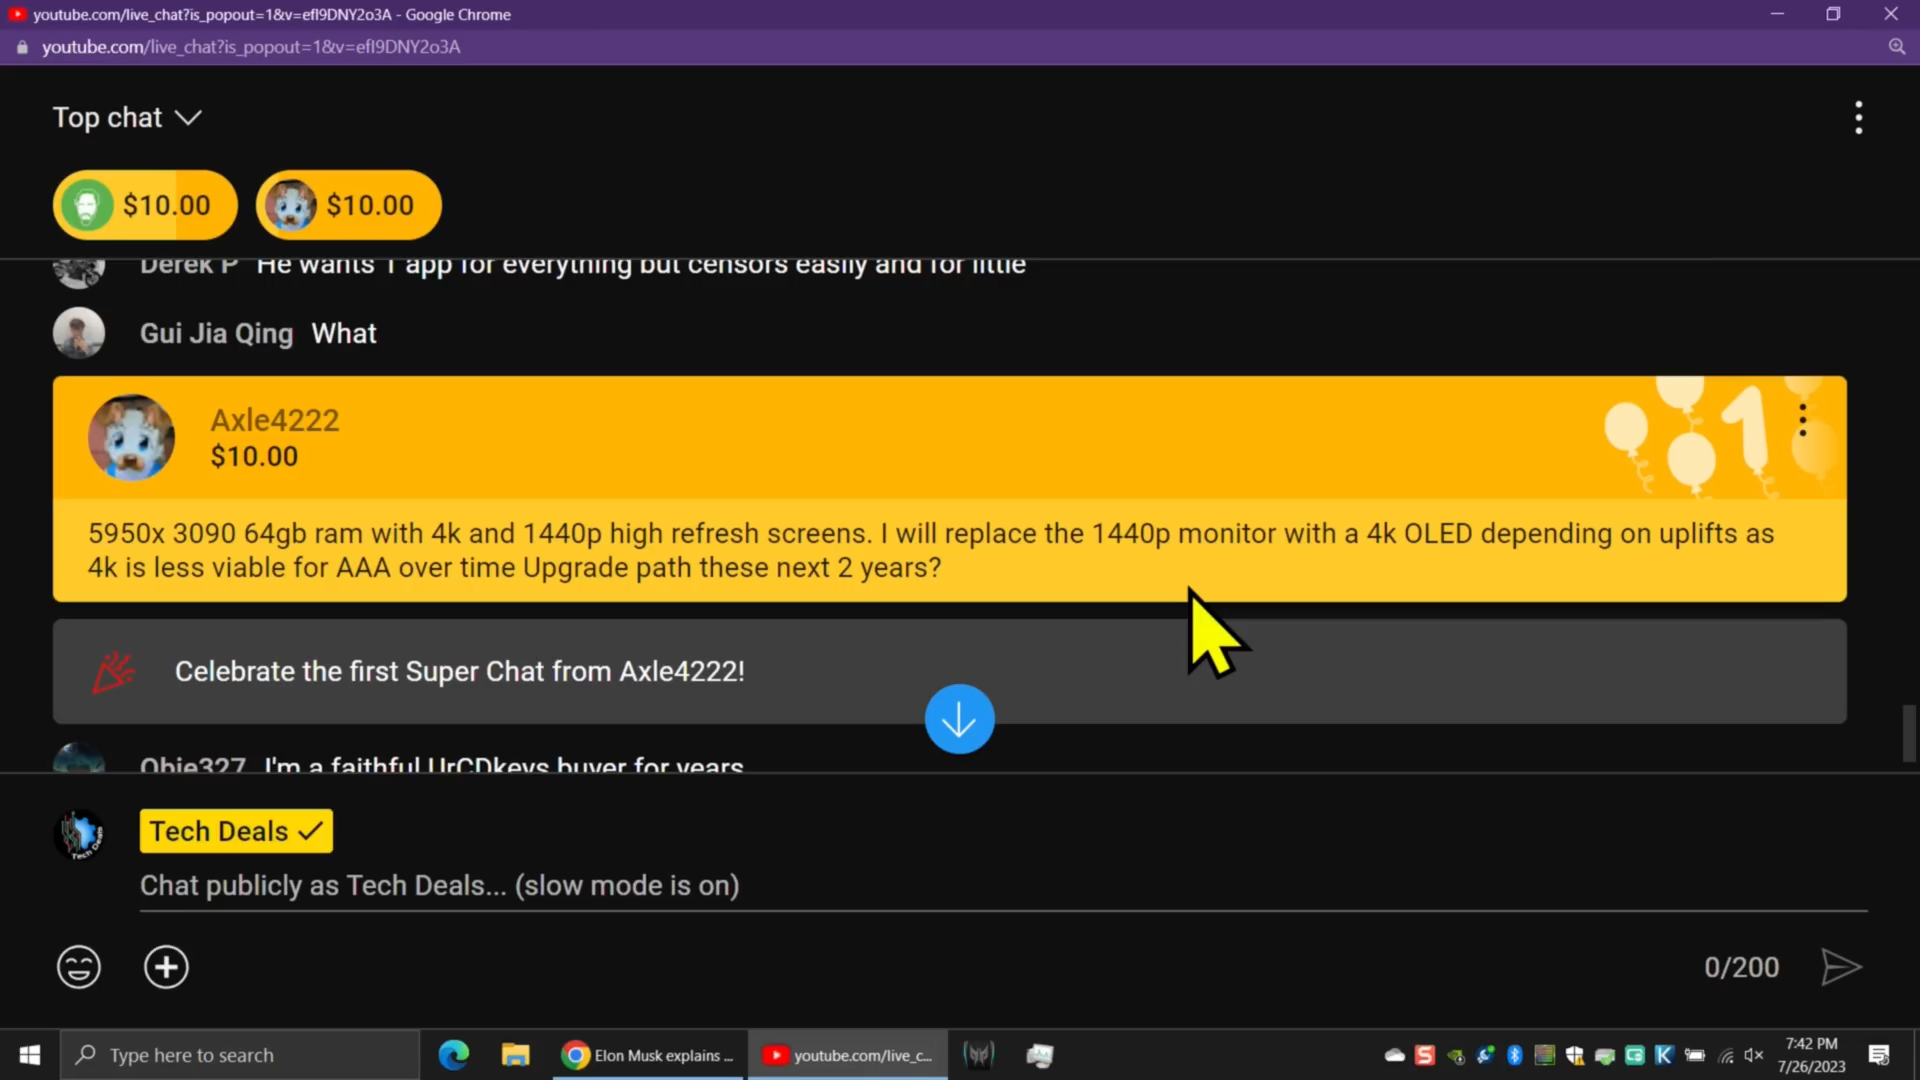 youtube.com/live_chat?is_popout=1&v=efI9DNY2o3A - Google Chrome
youtube.com/live_chat?is_popout=1&v=efI9DNY2o3A
Top chat
$10.00
$10.00
Derek P He wants 1 app for everything but censors easily and for little
Gui Jia Qing What
Axle4222
$10.00
5950x 3090 64gb ram with 4k and 1440p high refresh screens. I will replace the 1440p monitor with a 4k OLED depending on uplifts as
4k is less viable for AAA over time Upgrade path these next 2 years?
Celebrate the first Super Chat from Axle4222!
Obie327 I'm a faithful UrCDkeys buyer for years
Tech Deals
Tech Deals
Chat publicly as Tech Deals... (slow mode is on)
0/200
Type here to search
Elon Musk explains ...
youtube.com/live_c...
7:42 PM
7/26/2023